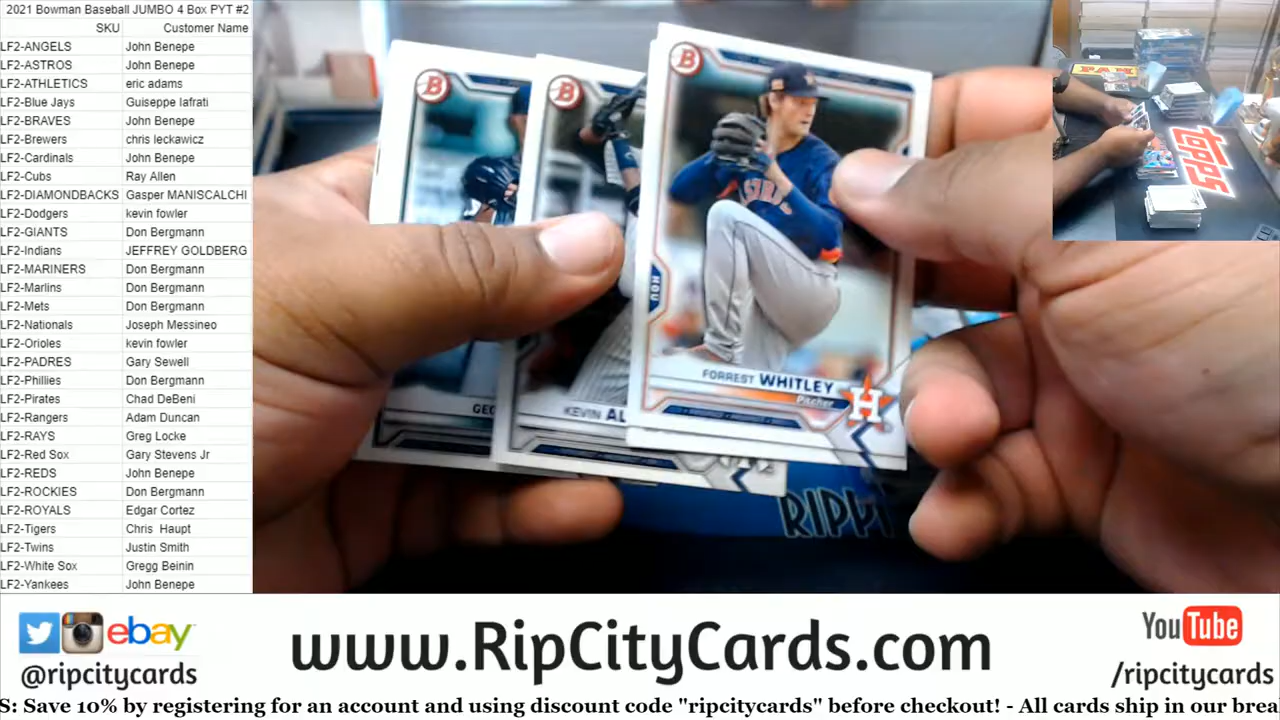 2021 Bowman Baseball JUMBO 4 Box PYT #2
SKU Customer Name
LF2-ANGELS John Benepe
LF2-ASTROS John Benepe
LF2-ATHLETICS eric adams
LF2-Blue Jays Guiseppe Iafrati
LF2-BRAVES John Benepe
LF2-Brewers chris leckawicz
LF2-Cardinals John Benepe
LF2-Cubs Ray Allen
LF2-DIAMONDBACKS Gasper MANISCALCHI
LF2-Dodgers kevin fowler
LF2-GIANTS Don Bergmann
LF2-Indians JEFFREY GOLDBERG
LF2-MARINERS Don Bergmann
LF2-Marlins Don Bergmann
LF2-Mets Don Bergmann
LF2-Nationals Joseph Messineo
LF2-Orioles kevin fowler
LF2-PADRES Gary Sewell
LF2-Phillies Don Bergmann
LF2-Pirates Chad DeBeni
LF2-Rangers Adam Duncan
LF2-RAYS Greg Locke
LF2-Red Sox Gary Stevens Jr
LF2-REDS John Benepe
LF2-ROCKIES Don Bergmann
LF2-ROYALS Edgar Cortez
LF2-Tigers Chris Haupt
LF2-Twins Justin Smith
LF2-White Sox Gregg Beinin
LF2-Yankees John Benepe
B
B
B
HOU
FORREST WHITLEY
Pitcher
H
KEVIN AL
GEO
RIPPI
topps
ebay
@ripcitycards
www.RipCityCards.com
YouTube
/ripcitycards
S: Save 10% by registering for an account and using discount code "ripcitycards" before checkout! - All cards ship in our brea